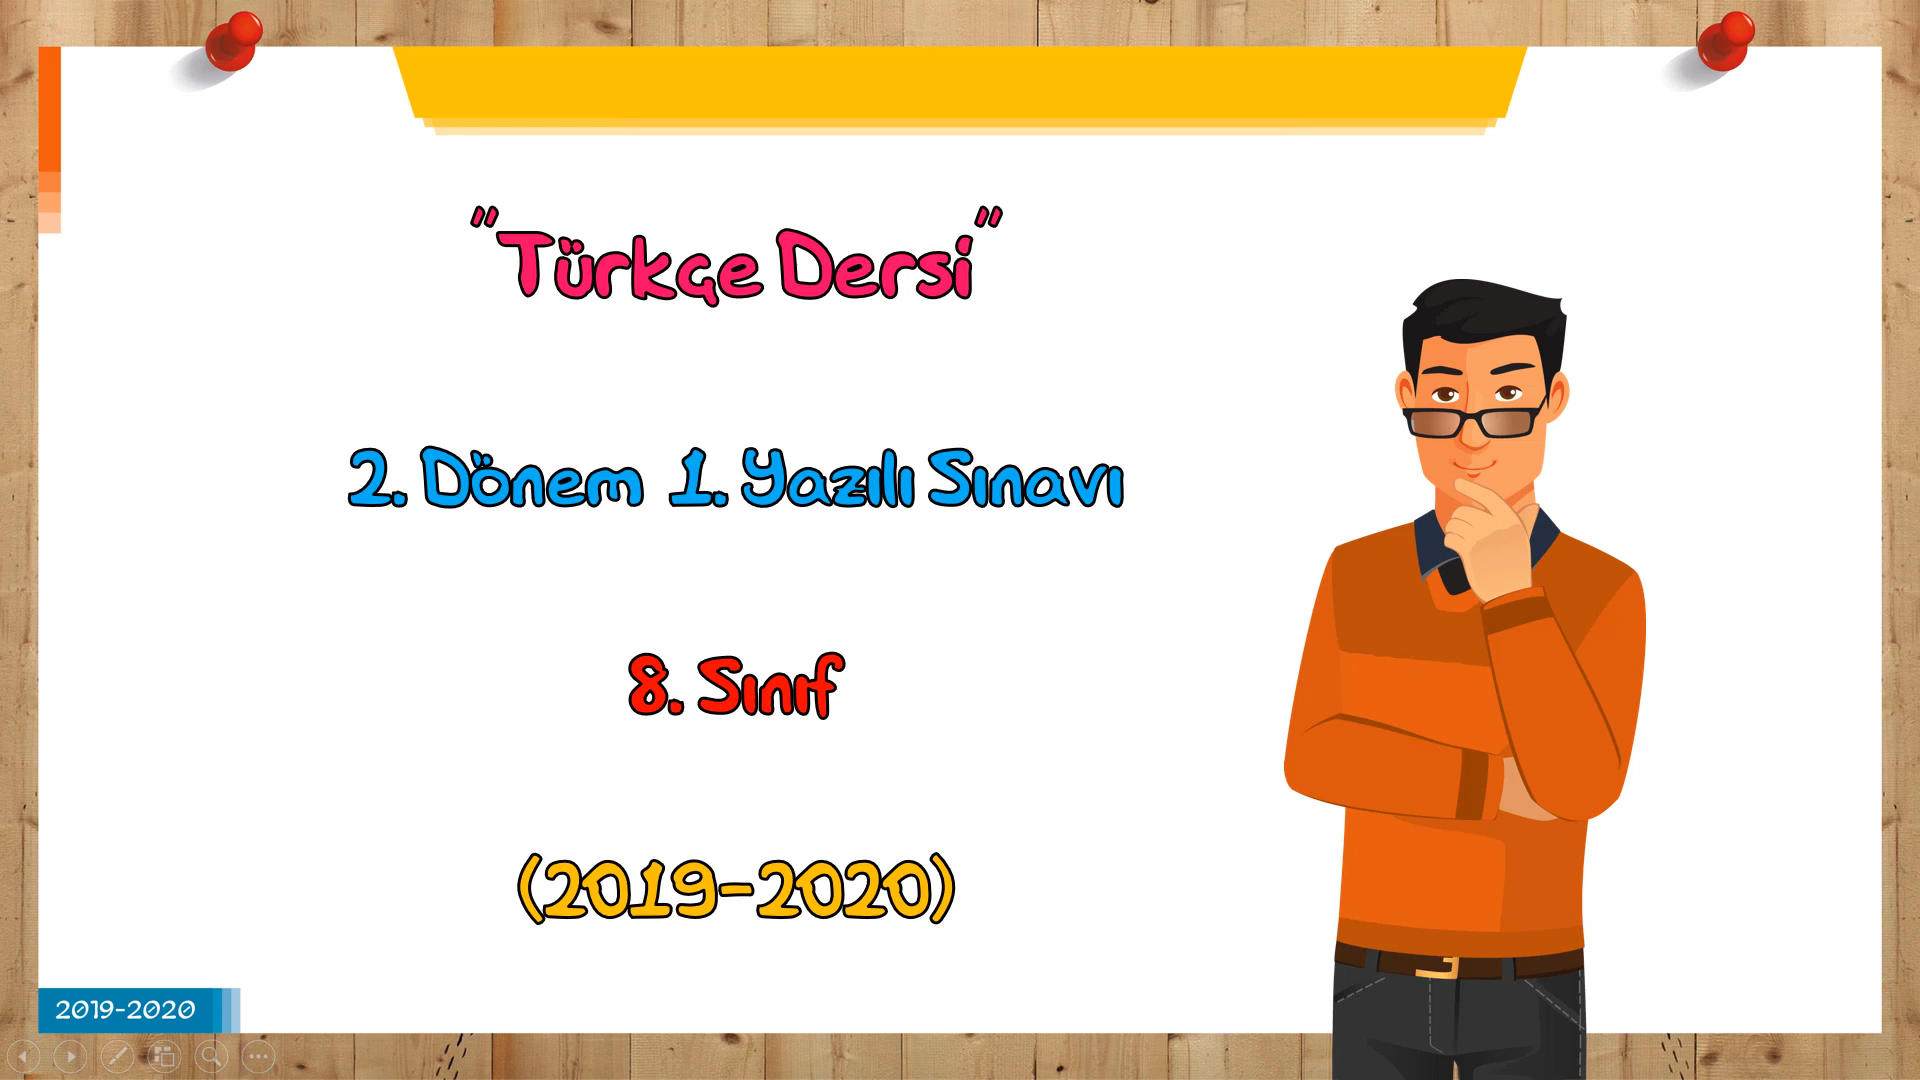 "Türkçe Dersi"
2. Dönem 1. Yazılı Sınavı
8. Sınıf
(2019-2020)
2019-2020